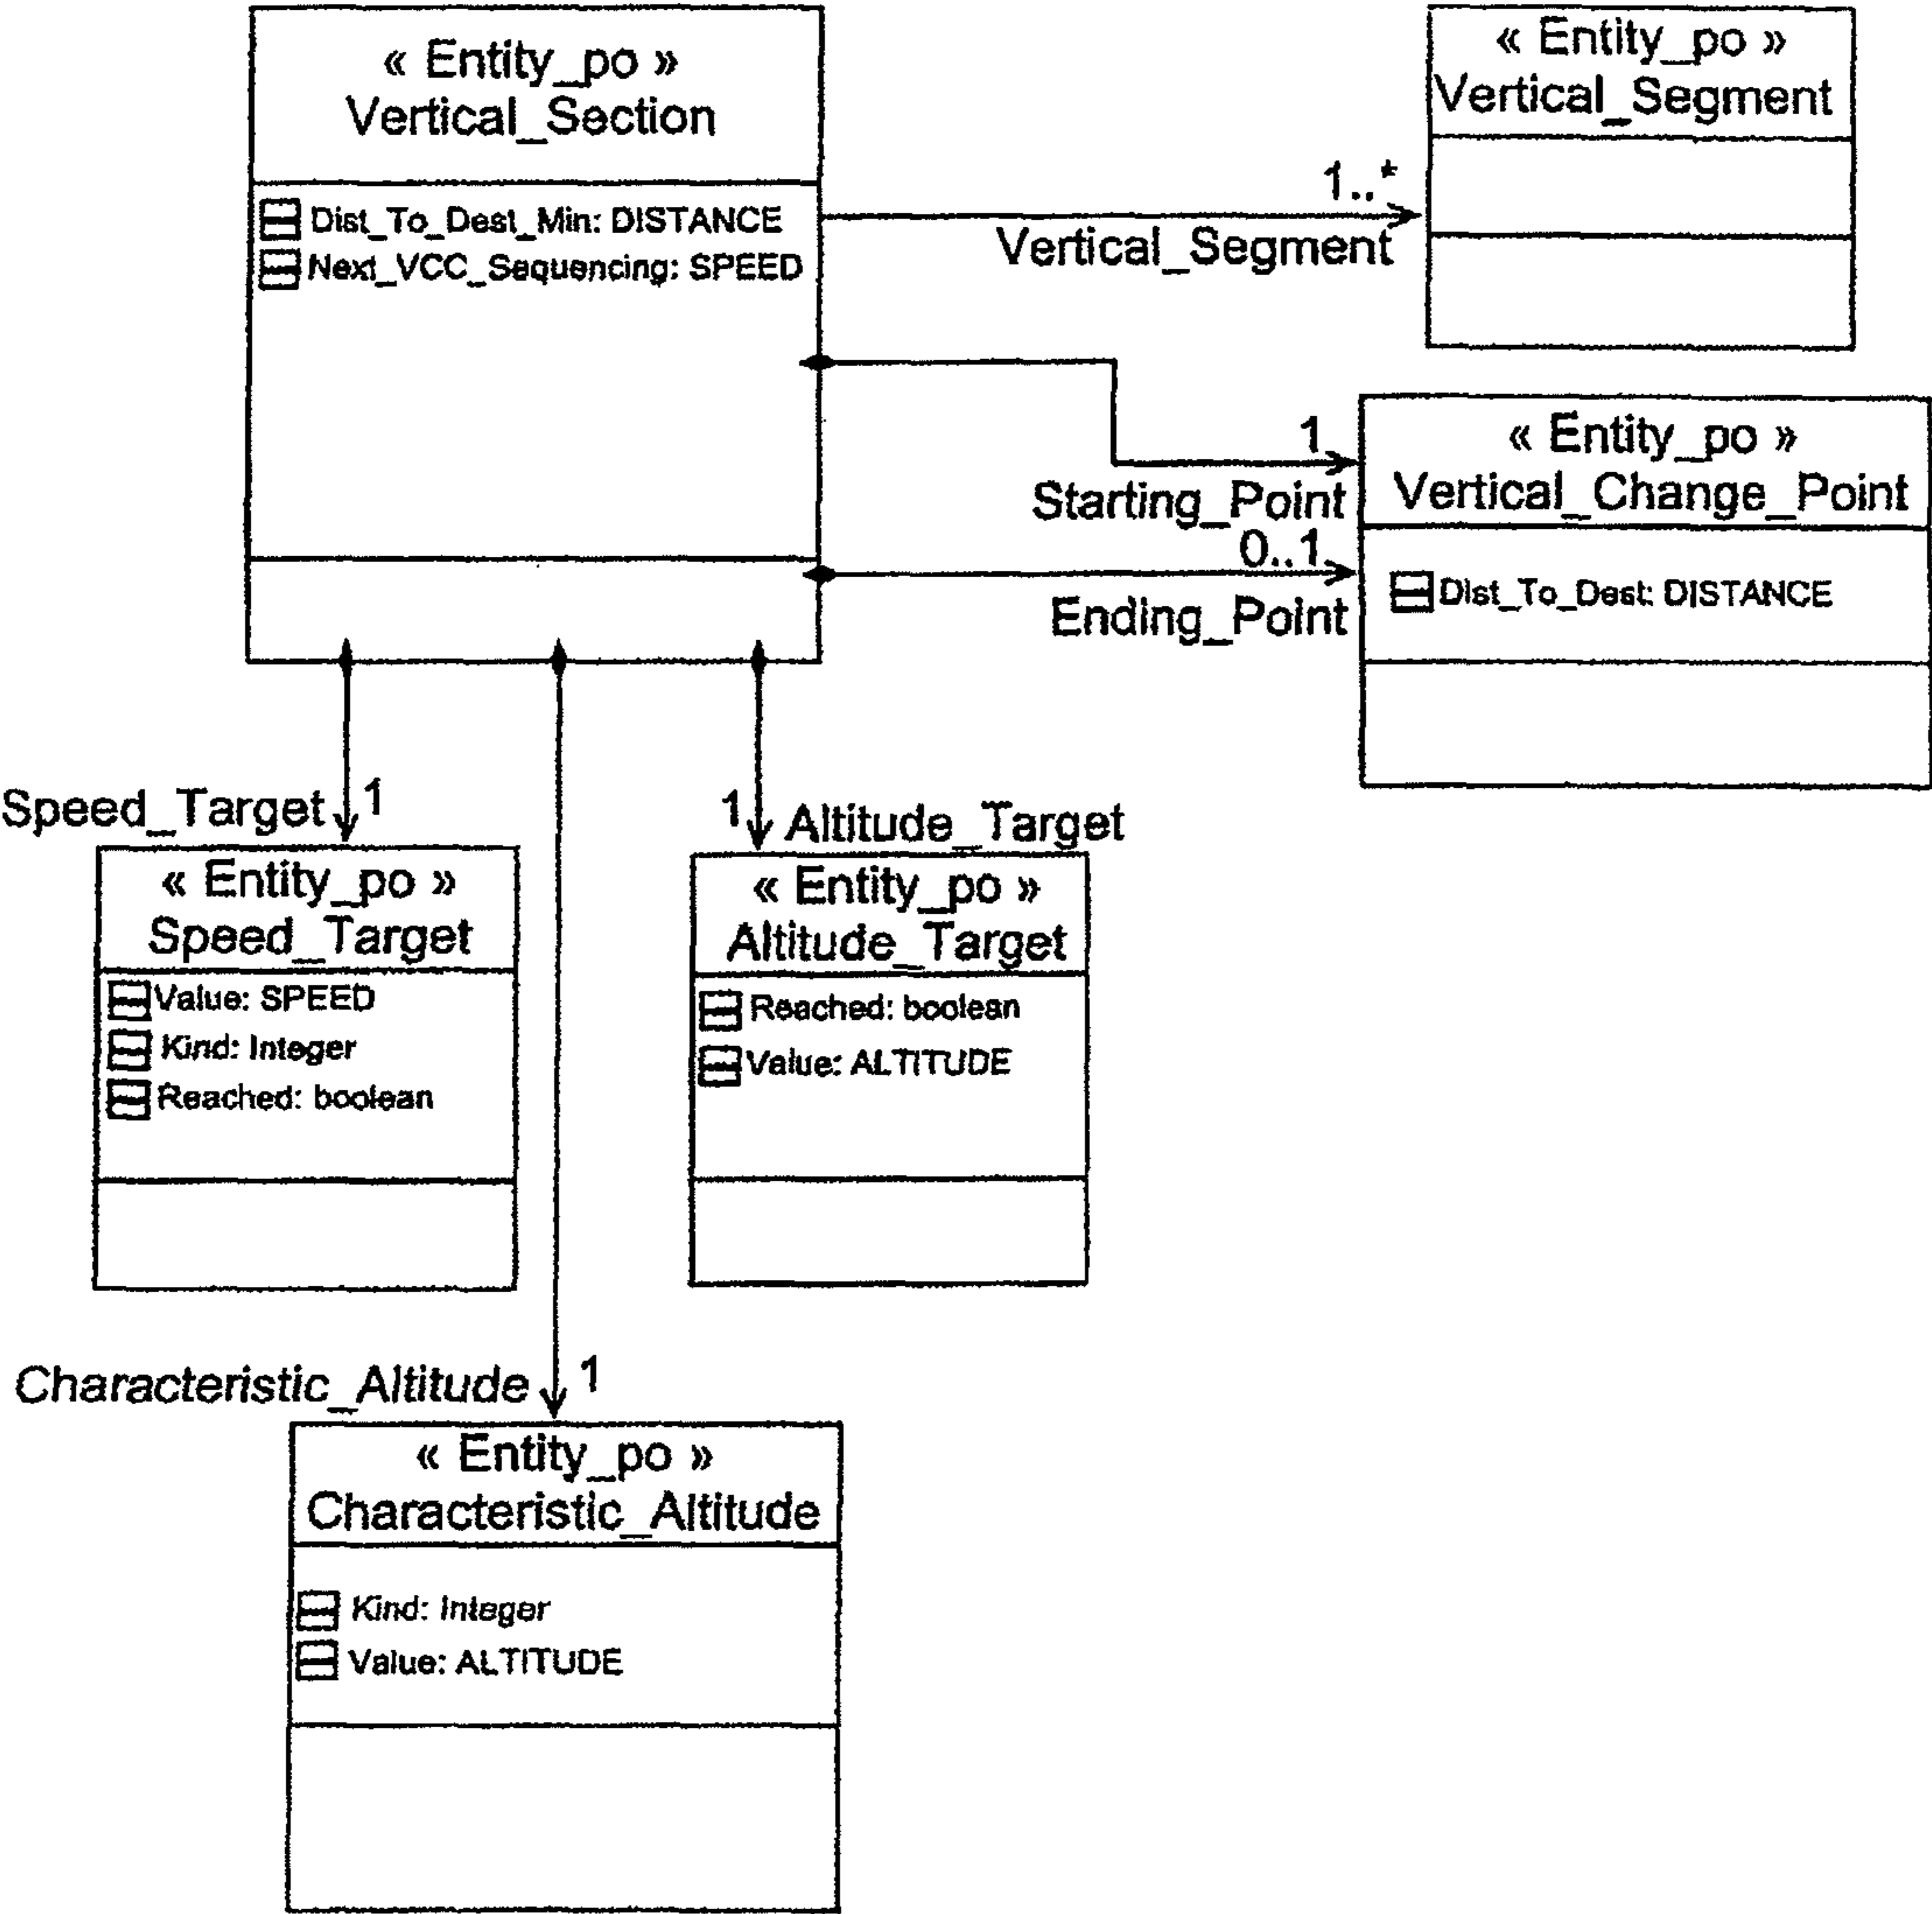 « Entity_po »
Vertical_Section
Dist_To_Dest_Min: DISTANCE
Next_VCC_Sequencing: SPEED
« Entity_po »
Vertical_Segment
1..*
Vertical_Segment
1
Starting_Point
0..1
Ending_Point
« Entity_po »
Vertical_Change_Point
Dist_To_Dest: DISTANCE
Speed_Target
1
1
Altitude_Target
« Entity_po »
Speed_Target
Value: SPEED
Kind: Integer
Reached: boolean
« Entity_po »
Altitude_Target
Reached: boolean
Value: ALTITUDE
Characteristic_Altitude
1
« Entity_po »
Characteristic_Altitude
Kind: Integer
Value: ALTITUDE